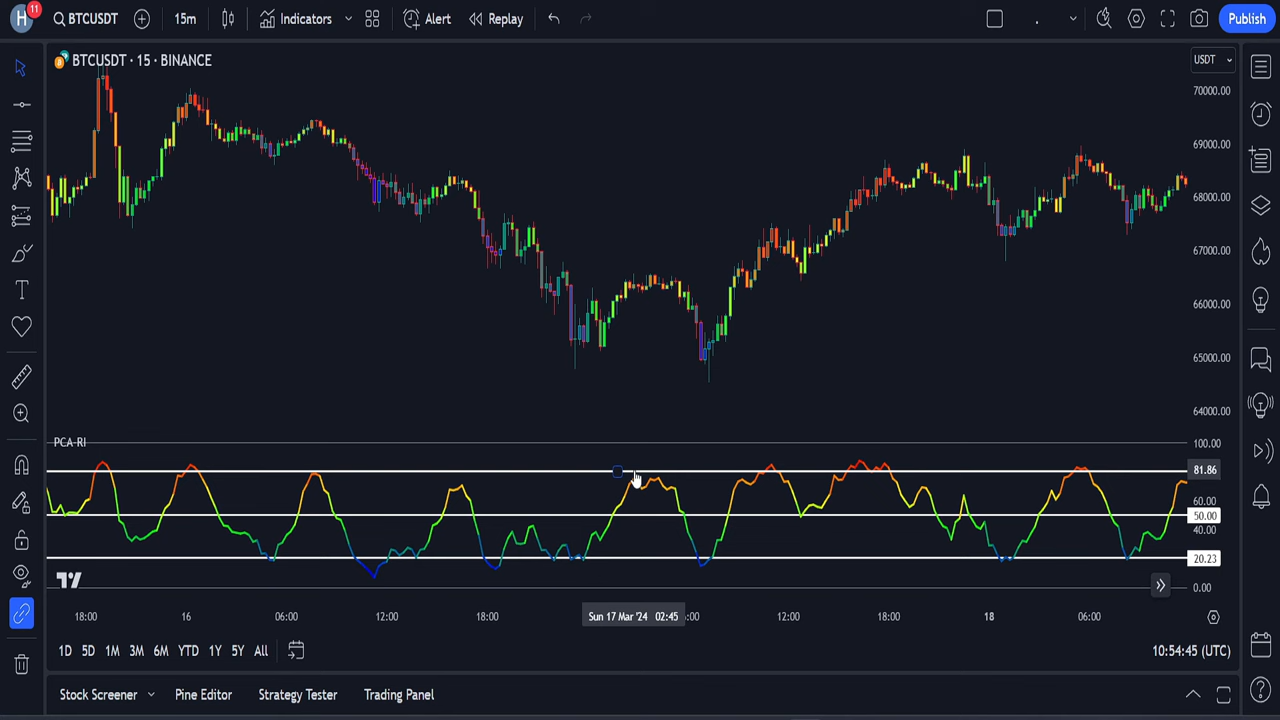 H 11 BTCUSDT 15m Indicators Alert Replay . Publish
BTCUSDT · 15 · BINANCE
USDT
70000.00
69000.00
68000.00
67000.00
66000.00
65000.00
64000.00
PCA-RI
100.00
81.86
60.00
50.00
40.00
20.23
0.00
18:00 16 06:00 12:00 18:00 Sun 17 Mar '24 02:45 :00 12:00 18:00 18 06:00
1D 5D 1M 3M 6M YTD 1Y 5Y All 10:54:45 (UTC)
Stock Screener Pine Editor Strategy Tester Trading Panel